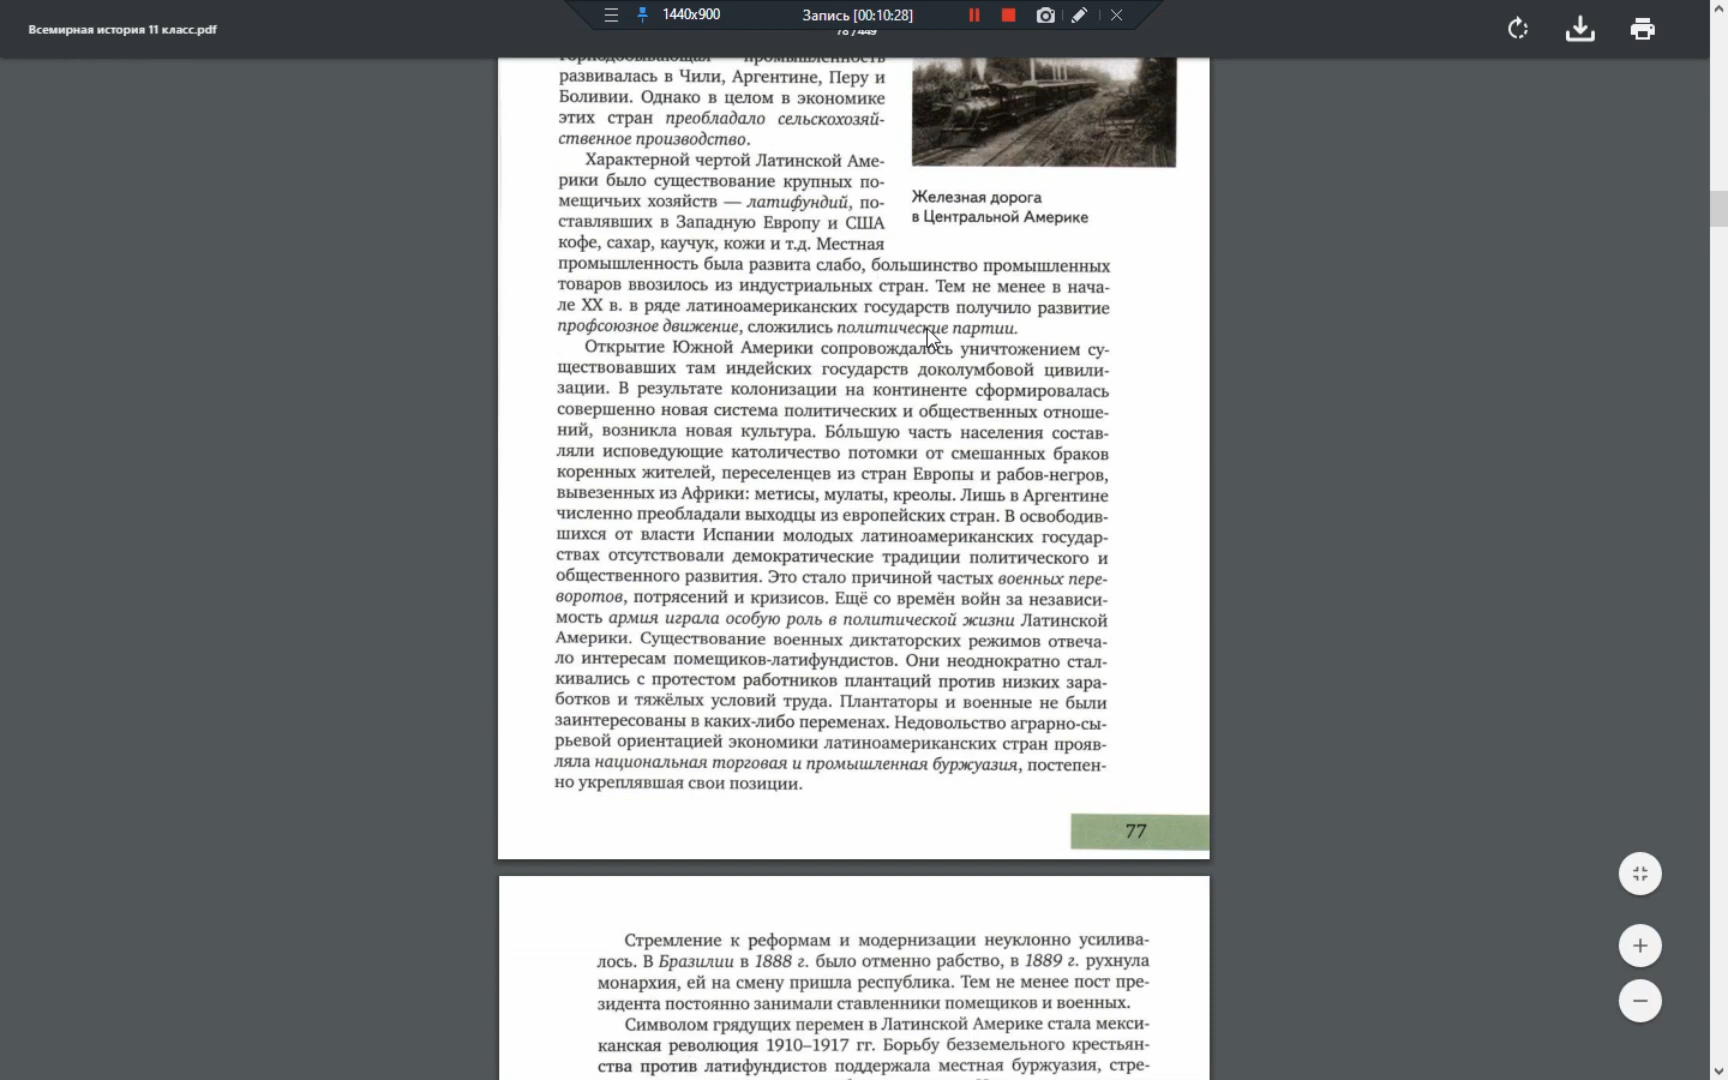 1440x900
Запись [00:10:28]
Всемирная история 11 класс.pdf
78 / 449
горнодобывающая промышленность
развивалась в Чили, Аргентине, Перу и
Боливии. Однако в целом в экономике
этих стран преобладало сельскохозяй-
ственное производство.
Характерной чертой Латинской Аме-
рики было существование крупных по-
мещичьих хозяйств — латифундий, по-
ставлявших в Западную Европу и США
кофе, сахар, каучук, кожи и т.д. Местная
Железная дорога
в Центральной Америке
промышленность была развита слабо, большинство промышленных
товаров ввозилось из индустриальных стран. Тем не менее в нача-
ле XX в. в ряде латиноамериканских государств получило развитие
профсоюзное движение, сложились политические партии.
Открытие Южной Америки сопровождалось уничтожением су-
ществовавших там индейских государств доколумбовой цивили-
зации. В результате колонизации на континенте сформировалась
совершенно новая система политических и общественных отноше-
ний, возникла новая культура. Бóльшую часть населения состав-
ляли исповедующие католичество потомки от смешанных браков
коренных жителей, переселенцев из стран Европы и рабов-негров,
вывезенных из Африки: метисы, мулаты, креолы. Лишь в Аргентине
численно преобладали выходцы из европейских стран. В освободив-
шихся от власти Испании молодых латиноамериканских государ-
ствах отсутствовали демократические традиции политического и
общественного развития. Это стало причиной частых военных пере-
воротов, потрясений и кризисов. Ещё со времён войн за независи-
мость армия играла особую роль в политической жизни Латинской
Америки. Существование военных диктаторских режимов отвеча-
ло интересам помещиков-латифундистов. Они неоднократно стал-
кивались с протестом работников плантаций против низких зара-
ботков и тяжёлых условий труда. Плантаторы и военные не были
заинтересованы в каких-либо переменах. Недовольство аграрно-сы-
рьевой ориентацией экономики латиноамериканских стран прояв-
ляла национальная торговая и промышленная буржуазия, постепен-
но укреплявшая свои позиции.
77
Стремление к реформам и модернизации неуклонно усилива-
лось. В Бразилии в 1888 г. было отменно рабство, в 1889 г. рухнула
монархия, ей на смену пришла республика. Тем не менее пост пре-
зидента постоянно занимали ставленники помещиков и военных.
Символом грядущих перемен в Латинской Америке стала мекси-
канская революция 1910–1917 гг. Борьбу безземельного крестьян-
ства против латифундистов поддержала местная буржуазия, стре-